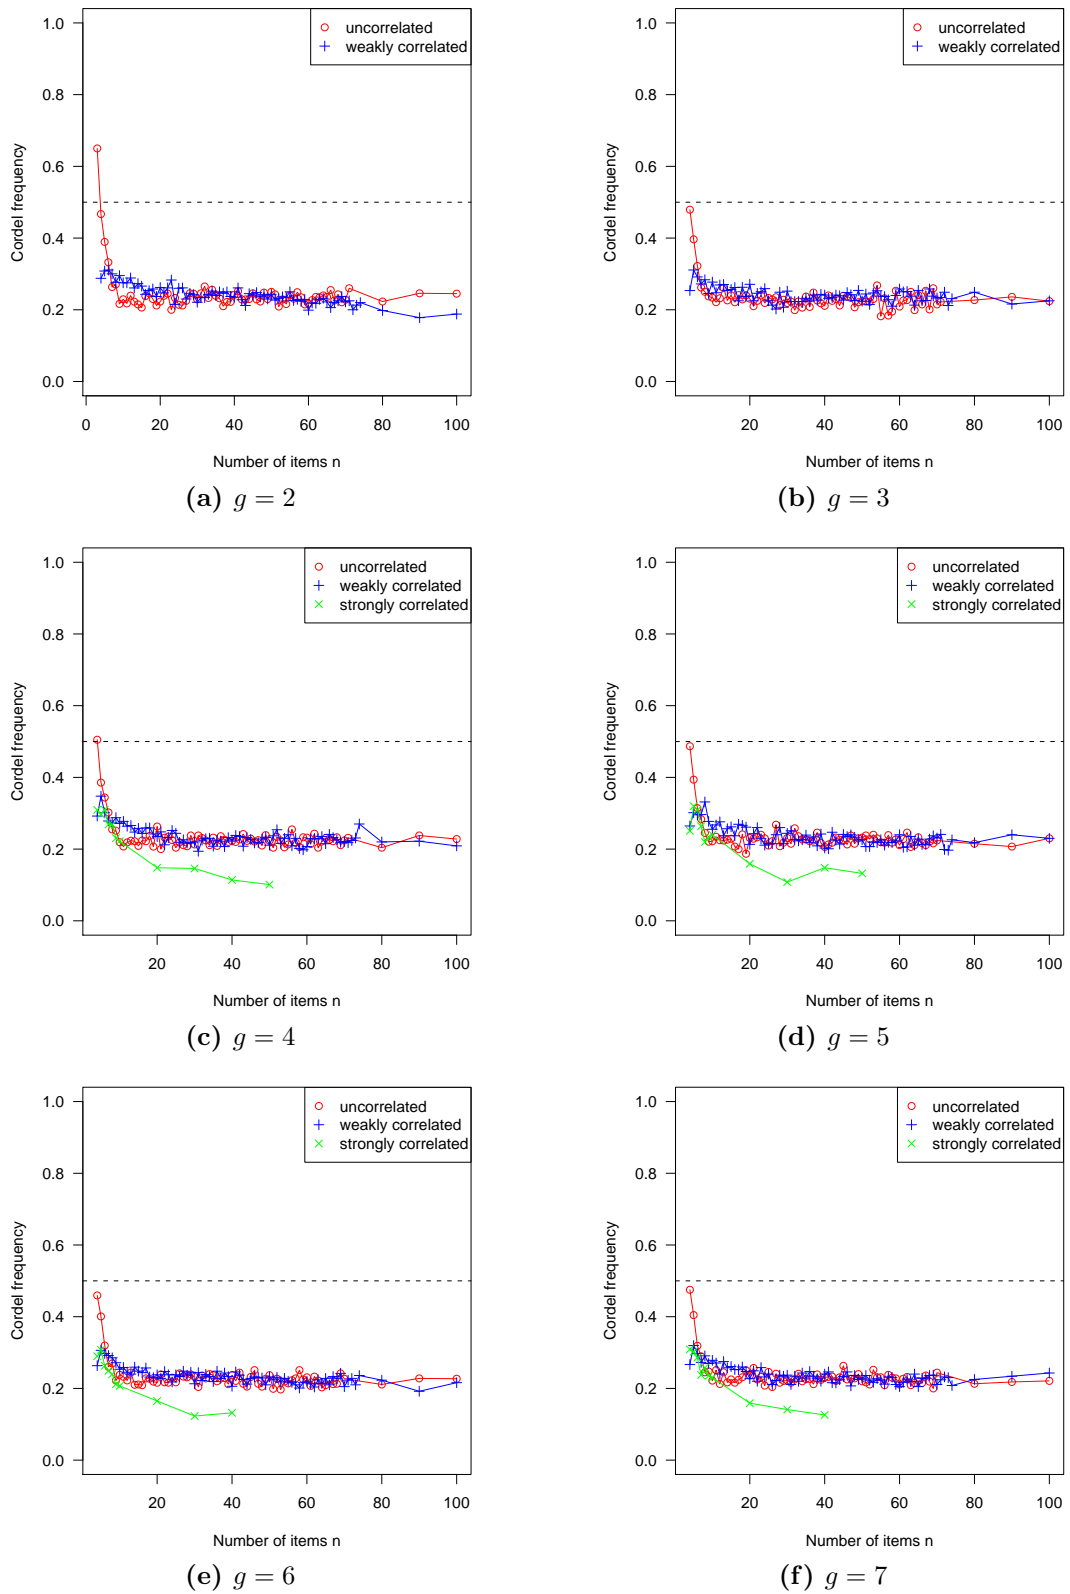 uncorrelated
weakly correlated
Cordel frequency
1.0
0.8
0.6
0.4
0.2
0.0
0 20 40 60 80 100
Number of items n
(a) g = 2
uncorrelated
weakly correlated
Cordel frequency
1.0
0.8
0.6
0.4
0.2
0.0
20 40 60 80 100
Number of items n
(b) g = 3
uncorrelated
weakly correlated
strongly correlated
Cordel frequency
1.0
0.8
0.6
0.4
0.2
0.0
20 40 60 80 100
Number of items n
(c) g = 4
uncorrelated
weakly correlated
strongly correlated
Cordel frequency
1.0
0.8
0.6
0.4
0.2
0.0
20 40 60 80 100
Number of items n
(d) g = 5
uncorrelated
weakly correlated
strongly correlated
Cordel frequency
1.0
0.8
0.6
0.4
0.2
0.0
20 40 60 80 100
Number of items n
(e) g = 6
uncorrelated
weakly correlated
strongly correlated
Cordel frequency
1.0
0.8
0.6
0.4
0.2
0.0
20 40 60 80 100
Number of items n
(f) g = 7